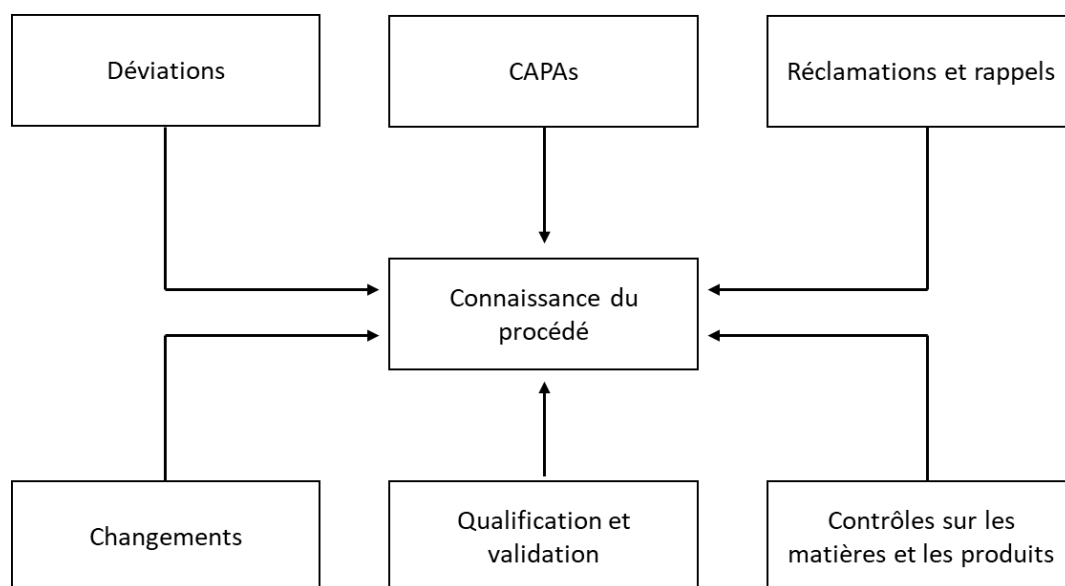 Déviations
CAPAs
Réclamations et rappels
Connaissance du
procédé
Changements
Qualification et
validation
Contrôles sur les
matières et les produits